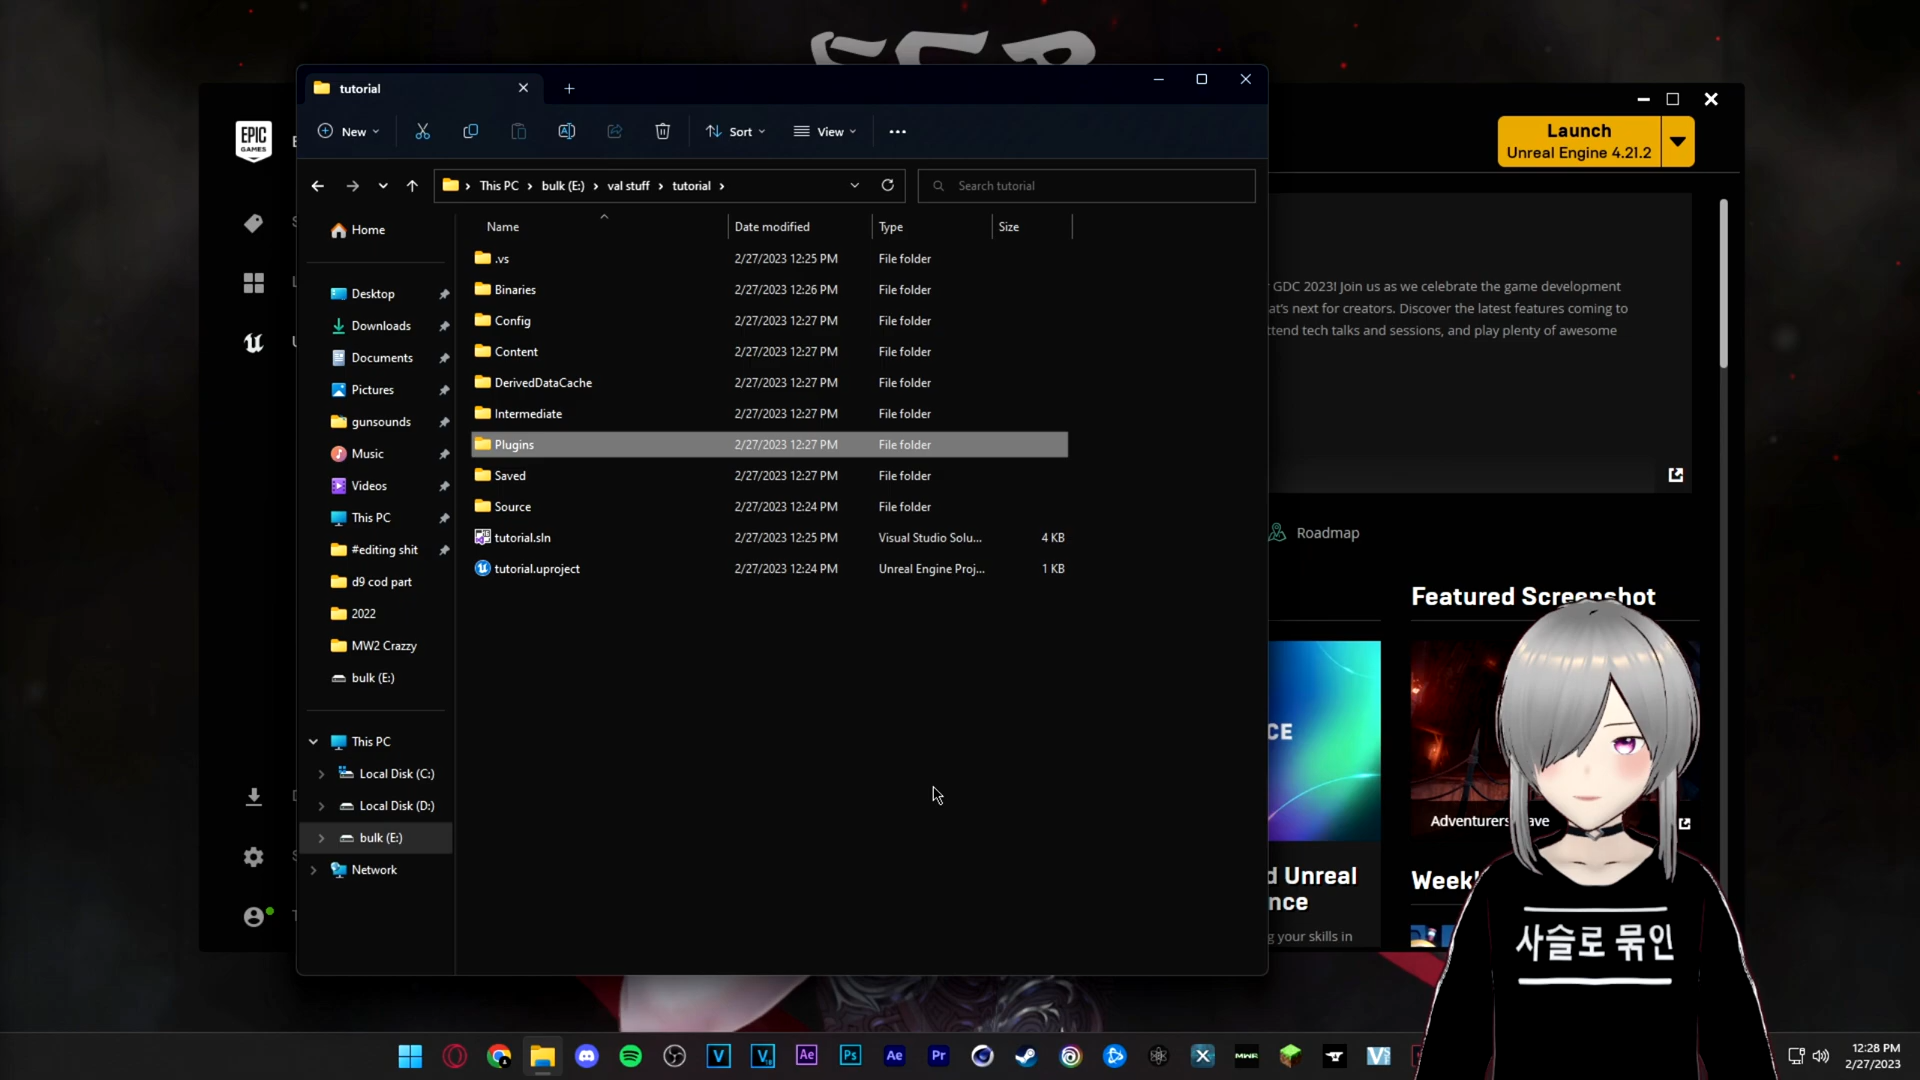 tutorial
New
Sort
View
This PC
bulk (E:)
val stuff
tutorial
Search tutorial
Home
Desktop
Downloads
Documents
Pictures
gunsounds
Music
Videos
This PC
#editing shit
d9 cod part
2022
MW2 Crazzy
bulk (E:)
This PC
Local Disk (C:)
Local Disk (D:)
bulk (E:)
Network
Name Date modified Type Size
.vs 2/27/2023 12:25 PM File folder
Binaries 2/27/2023 12:26 PM File folder
Config 2/27/2023 12:27 PM File folder
Content 2/27/2023 12:27 PM File folder
DerivedDataCache 2/27/2023 12:27 PM File folder
Intermediate 2/27/2023 12:27 PM File folder
Plugins 2/27/2023 12:27 PM File folder
Saved 2/27/2023 12:27 PM File folder
Source 2/27/2023 12:24 PM File folder
tutorial.sln 2/27/2023 12:25 PM Visual Studio Solu... 4 KB
tutorial.uproject 2/27/2023 12:24 PM Unreal Engine Proj... 1 KB
EPIC
GAMES
Launch
Unreal Engine 4.21.2
GDC 2023! Join us as we celebrate the game development
at's next for creators. Discover the latest features coming to
ttend tech talks and sessions, and play plenty of awesome
Roadmap
Featured Screenshot
CE
Adventurers
d Unreal
nce
g your skills in
사슬로 묶인
Ae
Ps
Ae
Pr
MWR
12:28 PM
2/27/2023